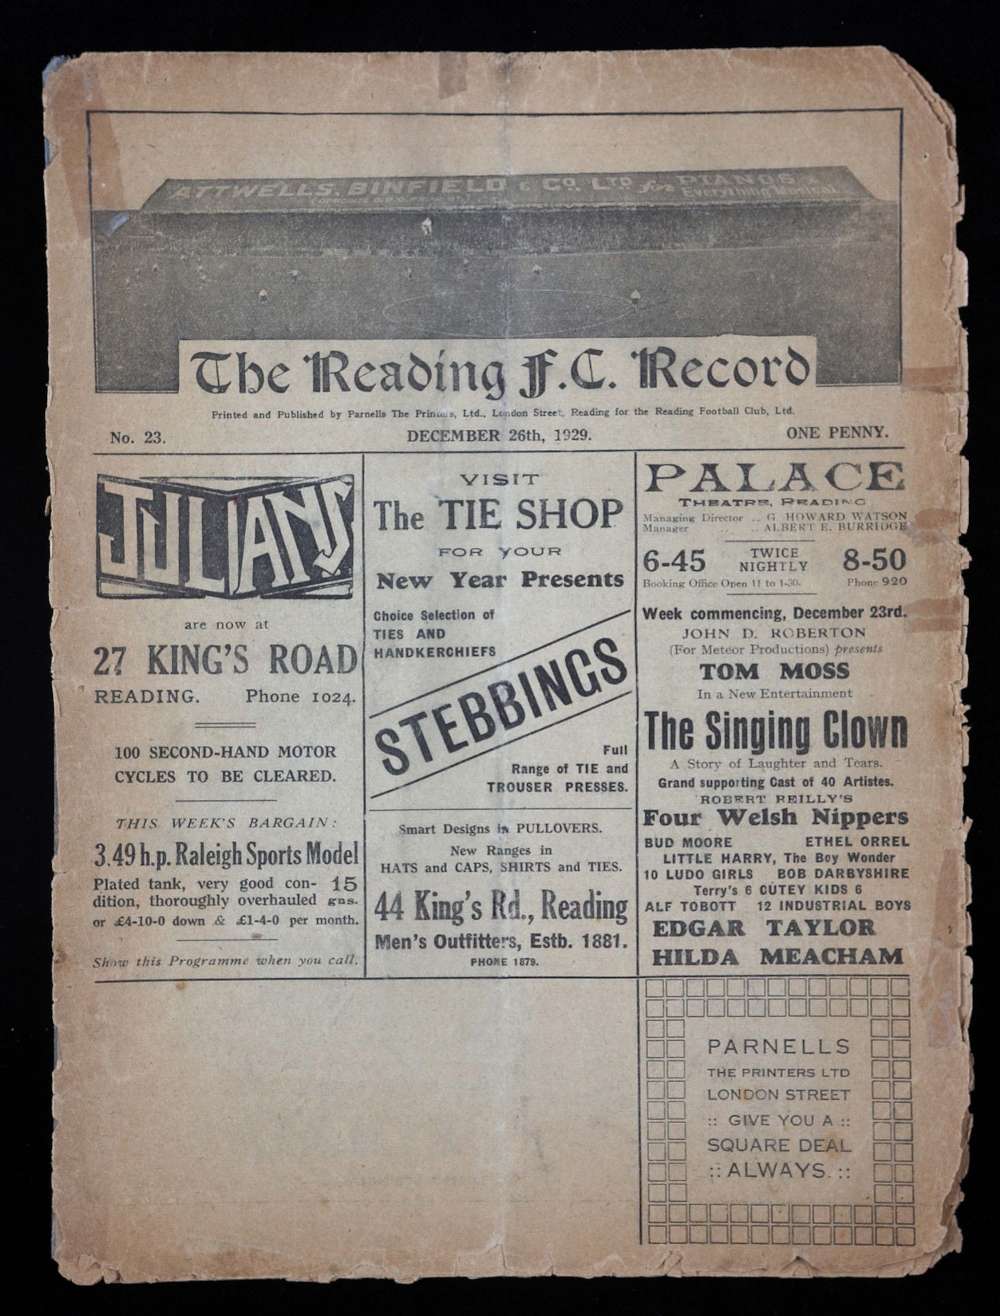 ATTWELLS, BINFIELD & Co. LTD for PIANOS &
Everything Musical
The Reading F.C. Record
Printed and Published by Parnells The Printers, Ltd., London Street, Reading for the Reading Football Club, Ltd.
No. 23.
DECEMBER 26th, 1929.
ONE PENNY.
JULIANS
are now at
27 KING'S ROAD
READING. Phone 1024.
100 SECOND-HAND MOTOR
CYCLES TO BE CLEARED.
THIS WEEK'S BARGAIN:
3.49 h.p. Raleigh Sports Model
Plated tank, very good con- 15
dition, thoroughly overhauled gns.
or £4-10-0 down & £1-4-0 per month.
Show this Programme when you call.
VISIT
The TIE SHOP
FOR YOUR
New Year Presents
Choice Selection of
TIES AND
HANDKERCHIEFS
STEBBINGS
Full
Range of TIE and
TROUSER PRESSES.
Smart Designs in PULLOVERS.
New Ranges in
HATS and CAPS, SHIRTS and TIES.
44 King's Rd., Reading
Men's Outfitters, Estb. 1881.
PHONE 1879.
PALACE
THEATRE, READING
Managing Director .. G. HOWARD WATSON
Manager .. .. ALBERT E. BURRIDGE
6-45 TWICE NIGHTLY 8-50
Booking Office Open 11 to 1-30. Phone 920
Week commencing, December 23rd.
JOHN D. ROBERTON
(For Meteor Productions) presents
TOM MOSS
In a New Entertainment
The Singing Clown
A Story of Laughter and Tears.
Grand supporting Cast of 40 Artistes.
ROBERT REILLY'S
Four Welsh Nippers
BUD MOORE ETHEL ORREL
LITTLE HARRY, The Boy Wonder
10 LUDO GIRLS BOB DARBYSHIRE
Terry's 6 CUTEY KIDS 6
ALF TOBOTT 12 INDUSTRIAL BOYS
EDGAR TAYLOR
HILDA MEACHAM
PARNELLS
THE PRINTERS LTD
LONDON STREET
:: GIVE YOU A ::
SQUARE DEAL
:: ALWAYS. ::